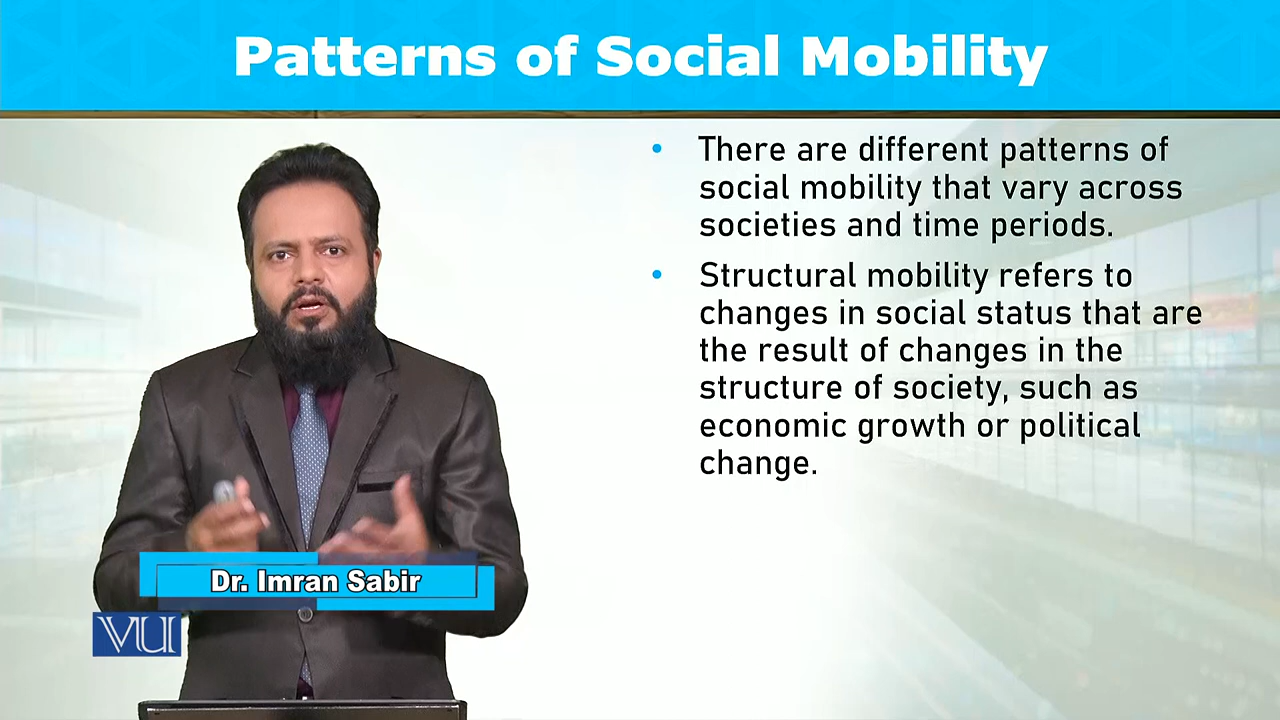 Patterns of Social Mobility
• There are different patterns of
social mobility that vary across
societies and time periods.
• Structural mobility refers to
changes in social status that are
the result of changes in the
structure of society, such as
economic growth or political
change.
Dr. Imran Sabir
VU